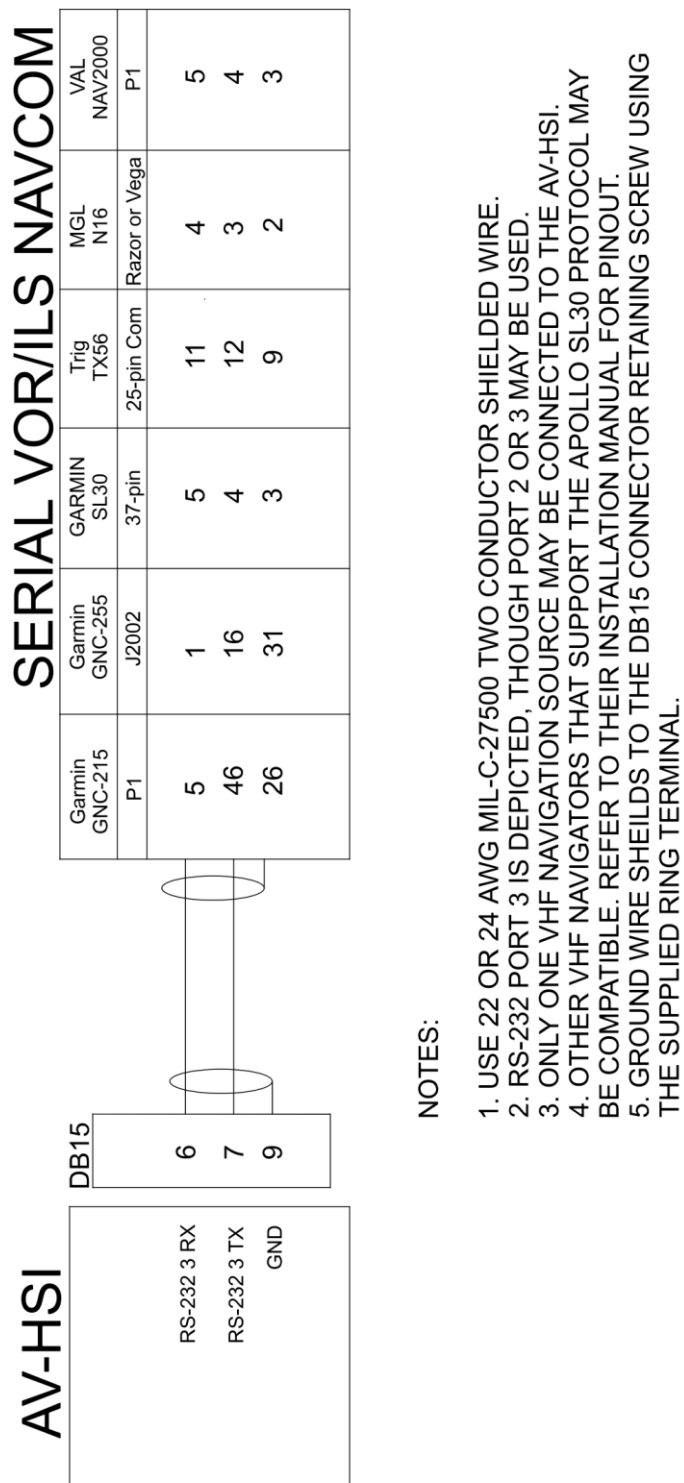 AV-HSI
SERIAL VOR/ILS NAVCOM
DB15
Garmin GNC-215
Garmin GNC-255
GARMIN SL30
Trig TX56
MGL N16
VAL NAV2000
P1
J2002
37-pin
25-pin Com
Razor or Vega
P1
RS-232 3 RX 6 5 1 5 11 4 5
RS-232 3 TX 7 46 16 4 12 3 4
GND 9 26 31 3 9 2 3
NOTES:
1. USE 22 OR 24 AWG MIL-C-27500 TWO CONDUCTOR SHIELDED WIRE.
2. RS-232 PORT 3 IS DEPICTED, THOUGH PORT 2 OR 3 MAY BE USED.
3. ONLY ONE VHF NAVIGATION SOURCE MAY BE CONNECTED TO THE AV-HSI.
4. OTHER VHF NAVIGATORS THAT SUPPORT THE APOLLO SL30 PROTOCOL MAY
BE COMPATIBLE. REFER TO THEIR INSTALLATION MANUAL FOR PINOUT.
5. GROUND WIRE SHEILDS TO THE DB15 CONNECTOR RETAINING SCREW USING
THE SUPPLIED RING TERMINAL.